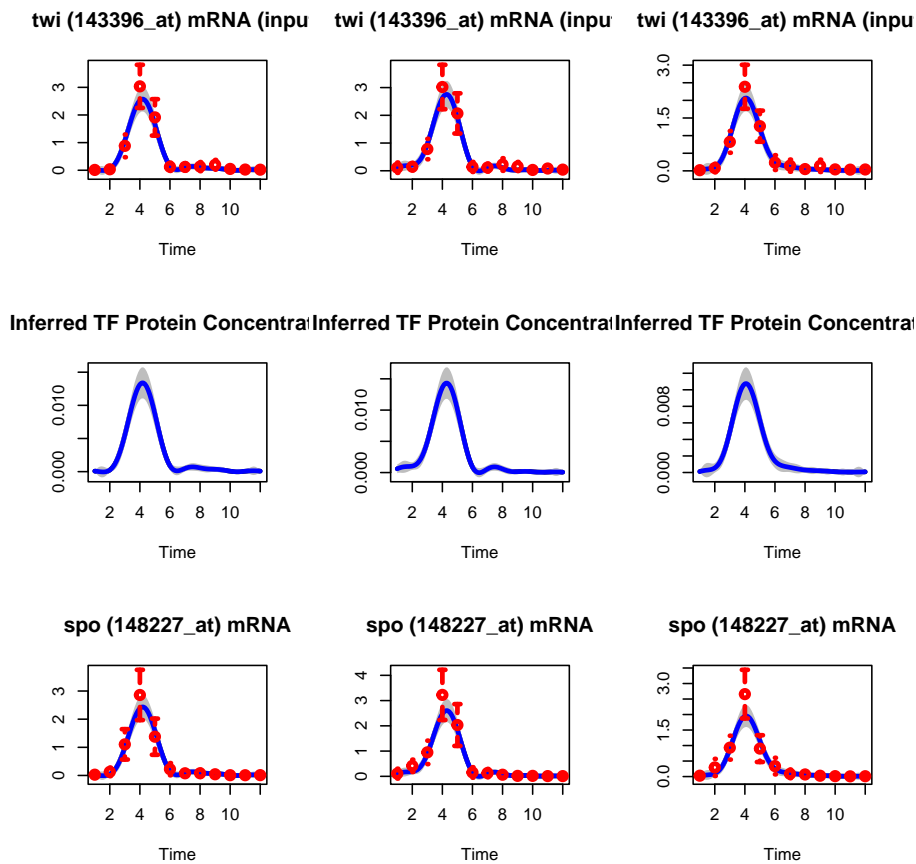 twi (143396_at) mRNA (inpu twi (143396_at) mRNA (inpu twi (143396_at) mRNA (inpu
0 1 2 3
0 1 2 3
0.0 1.5 3.0
2 4 6 8 10
2 4 6 8 10
2 4 6 8 10
Time Time Time
Inferred TF Protein Concentrat Inferred TF Protein Concentrat Inferred TF Protein Concentrat
0.000 0.010
0.000 0.010
0.000 0.008
2 4 6 8 10
2 4 6 8 10
2 4 6 8 10
Time Time Time
spo (148227_at) mRNA spo (148227_at) mRNA spo (148227_at) mRNA
0 1 2 3
0 1 2 3 4
0.0 1.5 3.0
2 4 6 8 10
2 4 6 8 10
2 4 6 8 10
Time Time Time